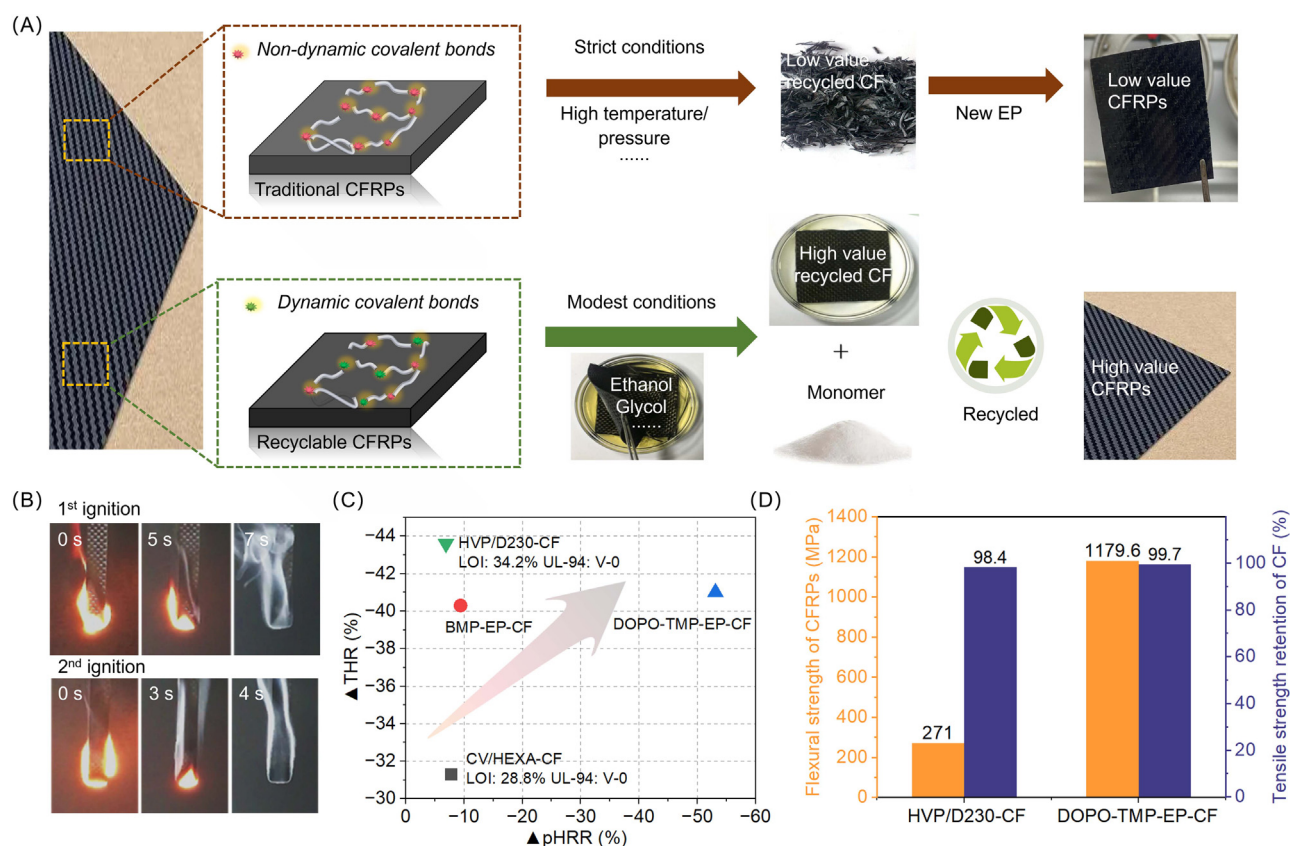 (A)
Non-dynamic covalent bonds
Traditional CFRPs
Strict conditions
High temperature/
pressure
......
Low value
recycled CF
New EP
Low value
CFRPs
Dynamic covalent bonds
Recyclable CFRPs
Modest conditions
Ethanol
Glycol
......
High value
recycled CF
+
Monomer
Recycled
High value
CFRPs
(B)
1st ignition
0 s
5 s
7 s
2nd ignition
0 s
3 s
4 s
(C)
▲THR (%)
−44
−42
−40
−38
−36
−34
−32
−30
HVP/D230-CF
LOI: 34.2% UL-94: V-0
BMP-EP-CF
DOPO-TMP-EP-CF
CV/HEXA-CF
LOI: 28.8% UL-94: V-0
0
−10
−20
−30
−40
−50
−60
▲pHRR (%)
(D)
Flexural strength of CFRPs (MPa)
1400
1200
1000
800
600
400
200
0
271
98.4
1179.6
99.7
HVP/D230-CF
DOPO-TMP-EP-CF
100
80
60
40
20
0
Tensile strength retention of CF (%)